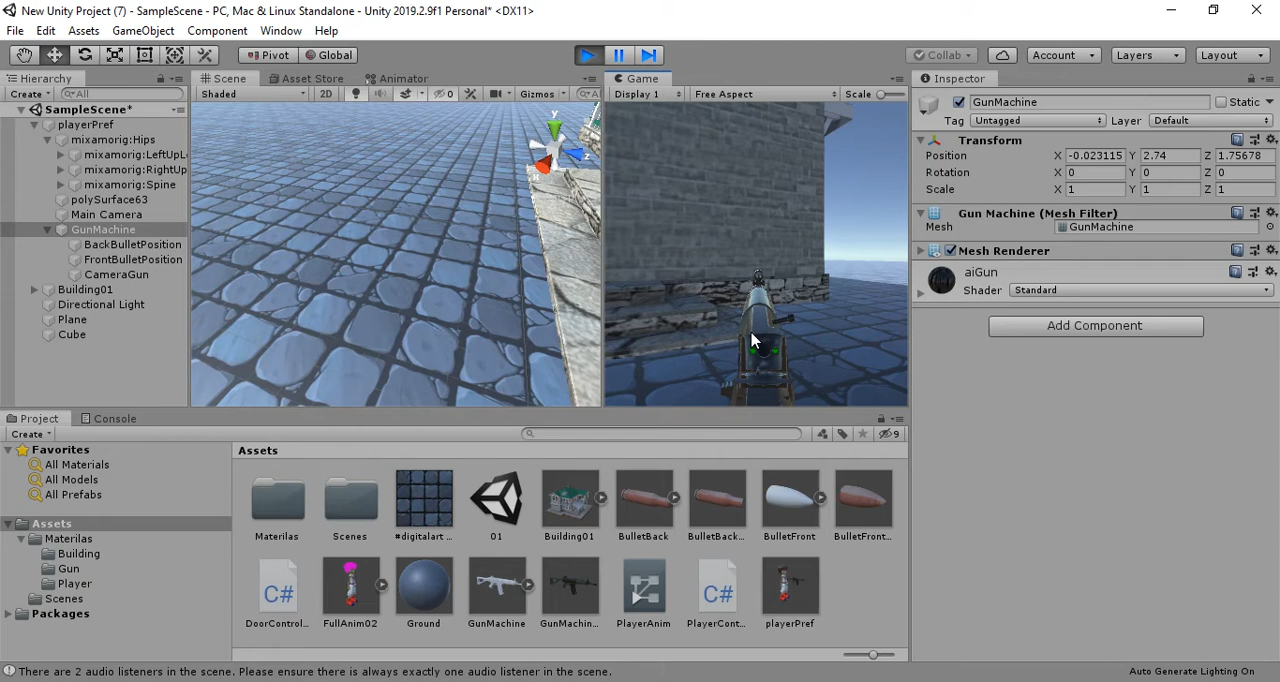 New Unity Project (7) - SampleScene - PC, Mac & Linux Standalone - Unity 2019.2.9f1 Personal* <DX11>
File Edit Assets GameObject Component Window Help
Pivot Global Collab Account Layers Layout
Hierarchy Scene Asset Store Animator Game Inspector
Create All Shaded 2D 0 Gizmos All Display 1 Free Aspect Scale GunMachine Static
SampleScene*
playerPref
mixamorig:Hips
mixamorig:LeftUpL
mixamorig:RightUp
mixamorig:Spine
polySurface63
Main Camera
GunMachine
BackBulletPosition
FrontBulletPosition
CameraGun
Building01
Directional Light
Plane
Cube
y
z
x
Tag Untagged Layer Default
Transform
Position X -0.023115 Y 2.74 Z 1.75678
Rotation X 0 Y 0 Z 0
Scale X 1 Y 1 Z 1
Gun Machine (Mesh Filter)
Mesh GunMachine
Mesh Renderer
aiGun
Shader Standard
Add Component
Project Console
Create 9
Favorites
All Materials
All Models
All Prefabs
Assets
Materilas
Building
Gun
Player
Scenes
Packages
Assets
Materilas Scenes #digitalart ... 01 Building01 BulletBack BulletBack... BulletFront BulletFront...
C# C#
DoorControl... FullAnim02 Ground GunMachine GunMachin... PlayerAnim PlayerCont... playerPref
There are 2 audio listeners in the scene. Please ensure there is always exactly one audio listener in the scene.
Auto Generate Lighting On